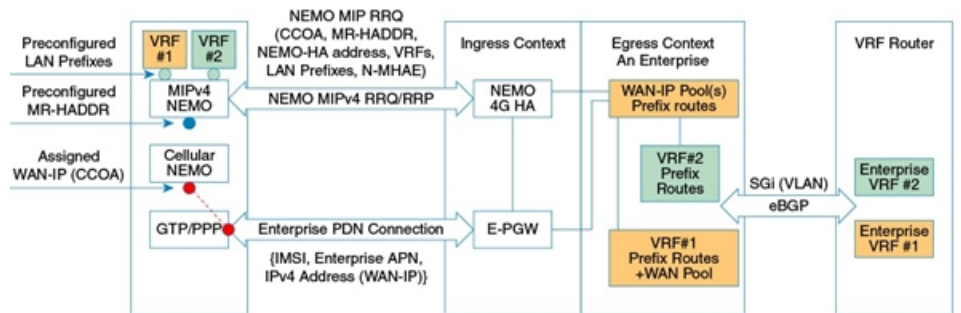 Preconfigured
LAN Prefixes
Preconfigured
MR-HADDR
Assigned
WAN-IP (CCOA)
VRF
#1
VRF
#2
MIPv4
NEMO
Cellular
NEMO
GTP/PPP
NEMO MIP RRQ
(CCOA, MR-HADDR,
NEMO-HA address, VRFs,
LAN Prefixes, N-MHAE)
NEMO MIPv4 RRQ/RRP
Enterprise PDN Connection
{IMSI, Enterprise APN,
IPv4 Address (WAN-IP)}
Ingress Context
NEMO
4G HA
E-PGW
Egress Context
An Enterprise
WAN-IP Pool(s)
Prefix routes
VRF#2
Prefix
Routes
VRF#1
Prefix Routes
+WAN Pool
SGi (VLAN)
eBGP
VRF Router
Enterprise
VRF #2
Enterprise
VRF #1